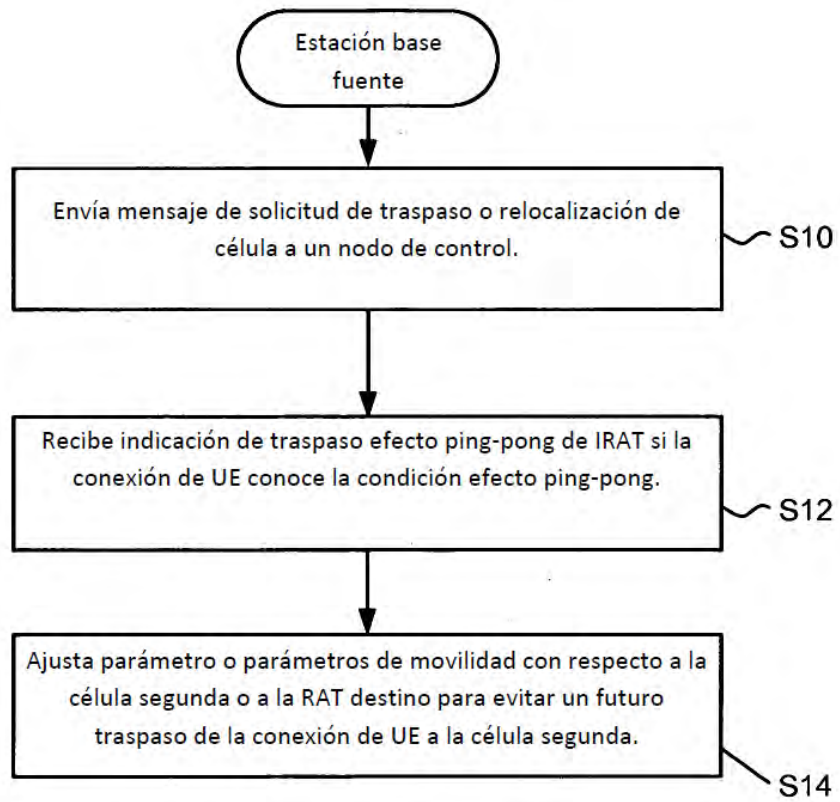 Estación base
fuente
Envía mensaje de solicitud de traspaso o relocalización de
célula a un nodo de control.
S10
Recibe indicación de traspaso efecto ping-pong de IRAT si la
conexión de UE conoce la condición efecto ping-pong.
S12
Ajusta parámetro o parámetros de movilidad con respecto a la
célula segunda o a la RAT destino para evitar un futuro
traspaso de la conexión de UE a la célula segunda.
S14